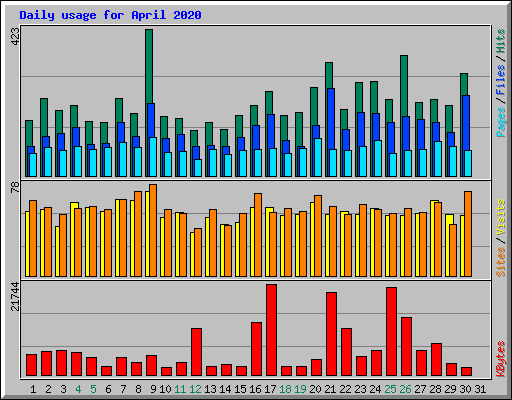 Daily usage for April 2020
423
Pages / Files / Hits
78
Sites / Visits
21744
KBytes
1 2 3 4 5 6 7 8 9 10 11 12 13 14 15 16 17 18 19 20 21 22 23 24 25 26 27 28 29 30 31